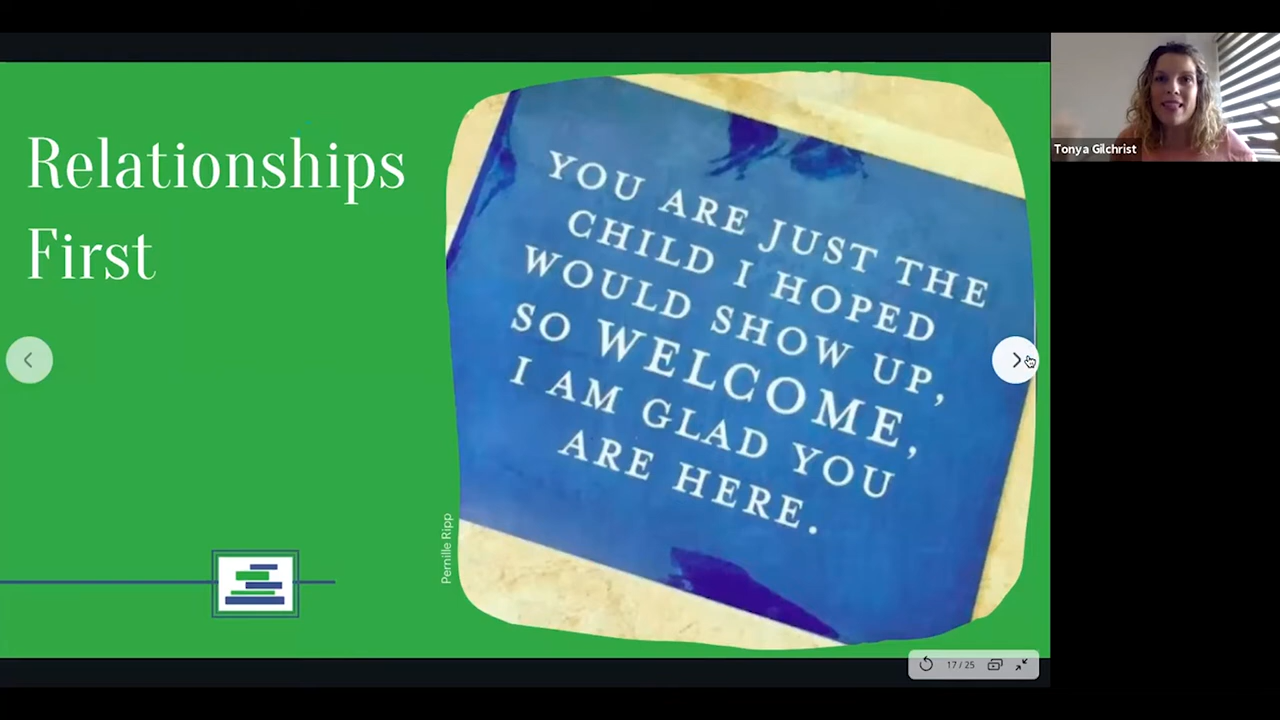 Relationships
First
YOU ARE JUST THE
CHILD I HOPED
WOULD SHOW UP,
SO WELCOME,
I AM GLAD YOU
ARE HERE.
Pernille Ripp
Tonya Gilchrist
17 / 25